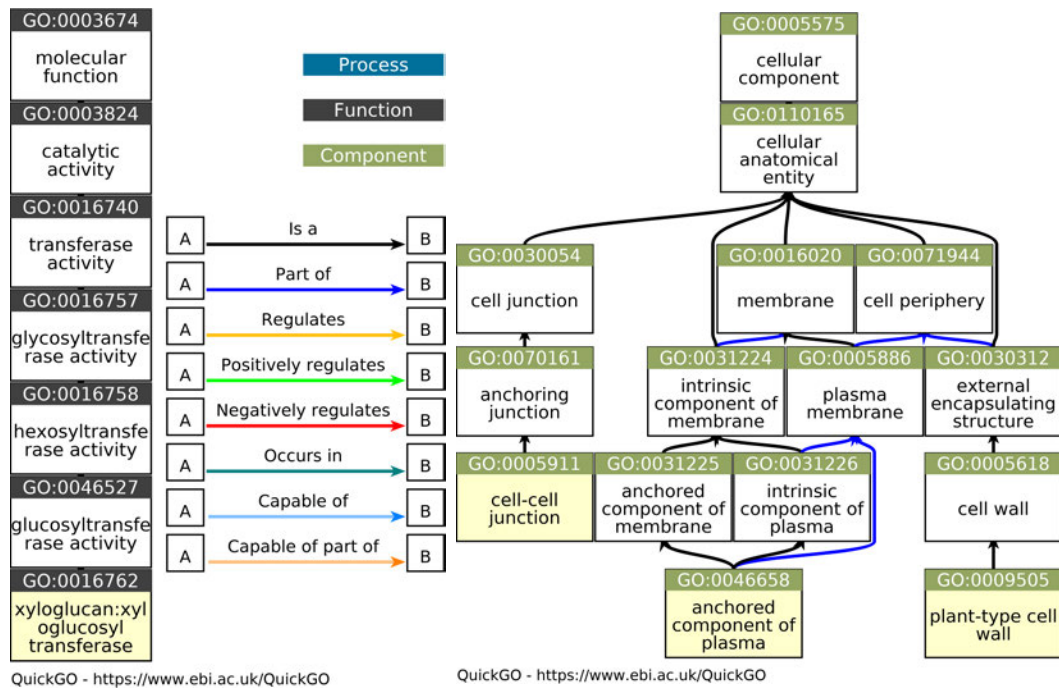 GO:0003674
molecular
function
GO:0003824
catalytic
activity
GO:0016740
transferase
activity
GO:0016757
glycosyltransfe
rase activity
GO:0016758
hexosyltransfe
rase activity
GO:0046527
glucosyltransfe
rase activity
GO:0016762
xyloglucan:xyl
oglucosyl
transferase
QuickGO - https://www.ebi.ac.uk/QuickGO
Process
Function
Component
A Is a B
A Part of B
A Regulates B
A Positively regulates B
A Negatively regulates B
A Occurs in B
A Capable of B
A Capable of part of B
GO:0005575
cellular
component
GO:0110165
cellular
anatomical
entity
GO:0030054
cell junction
GO:0016020
membrane
GO:0071944
cell periphery
GO:0070161
anchoring
junction
GO:0031224
intrinsic
component of
membrane
GO:0005886
plasma
membrane
GO:0030312
external
encapsulating
structure
GO:0005911
cell-cell
junction
GO:0031225
anchored
component of
membrane
GO:0031226
intrinsic
component of
plasma
GO:0005618
cell wall
GO:0046658
anchored
component of
plasma
GO:0009505
plant-type cell
wall
QuickGO - https://www.ebi.ac.uk/QuickGO